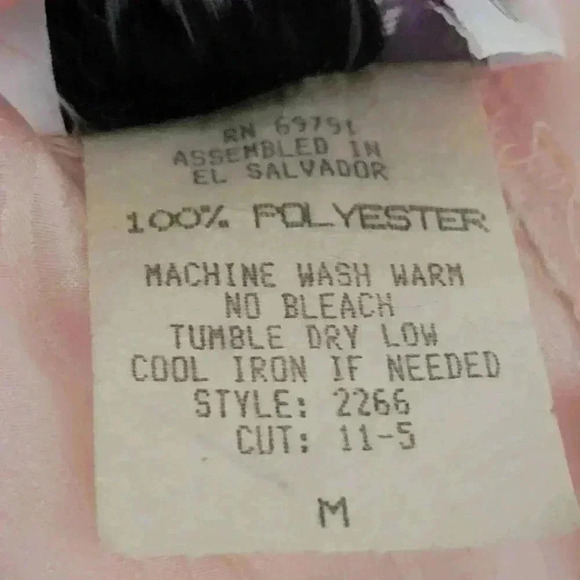 RN 69791
ASSEMBLED IN
EL SALVADOR
100% POLYESTER
MACHINE WASH WARM
NO BLEACH
TUMBLE DRY LOW
COOL IRON IF NEEDED
STYLE: 2266
CUT: 11-5
M